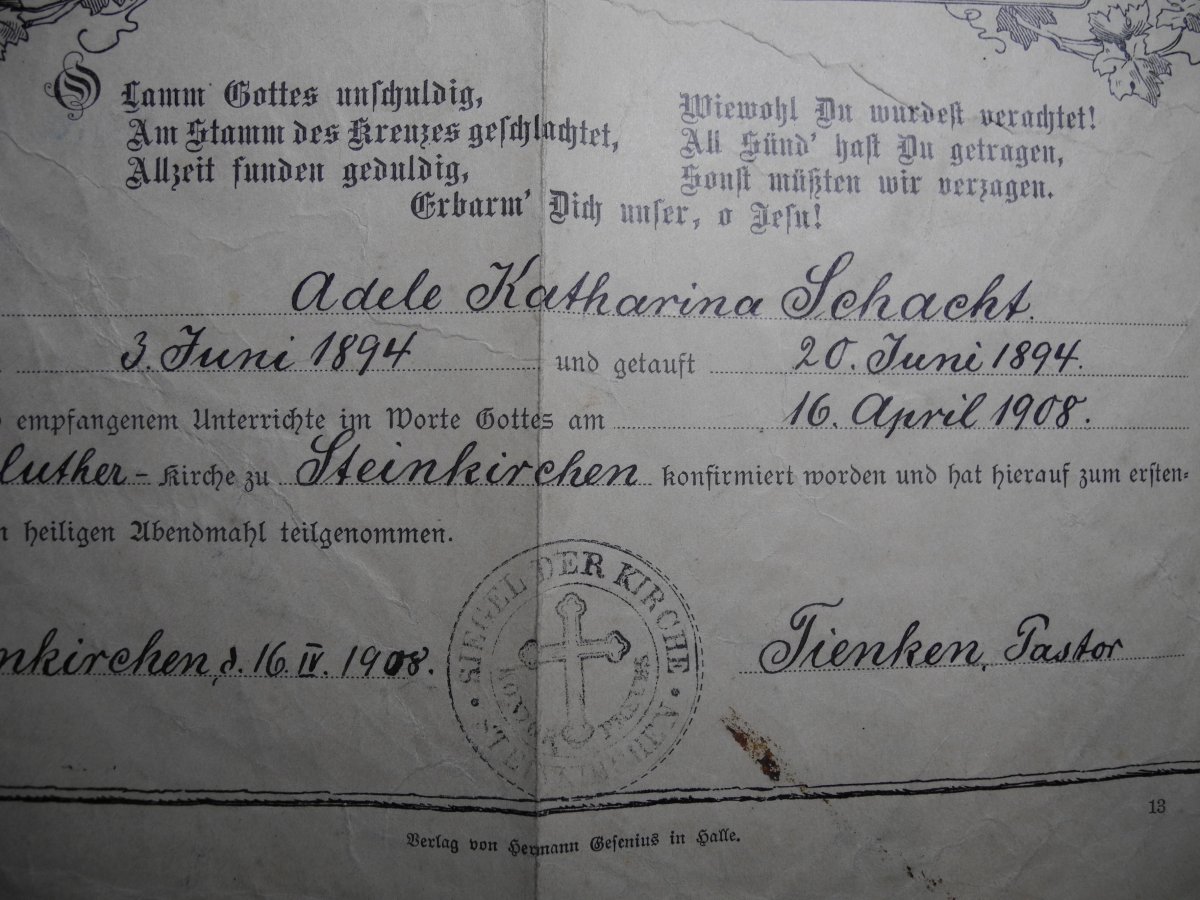 O Lamm Gottes unschuldig,
Am Stamm des Kreuzes geschlachtet,
Allzeit funden geduldig,
Wiewohl Du wurdest verachtet!
All Sünd' hast Du getragen,
Sonst müßten wir verzagen.
Erbarm' Dich unser, o Jesu!
Adele Katharina Schacht.
3. Juni 1894 und getauft 20. Juni 1894.
empfangenem Unterrichte im Worte Gottes am 16. April 1908.
luther-Kirche zu Steinkirchen konfirmiert worden und hat hierauf zum ersten=
n heiligen Abendmahl teilgenommen.
nkirchen, d. 16. IV. 1908.
SIEGEL DER KIRCHE
Tienken, Pastor
Verlag von Hermann Gesenius in Halle.
13